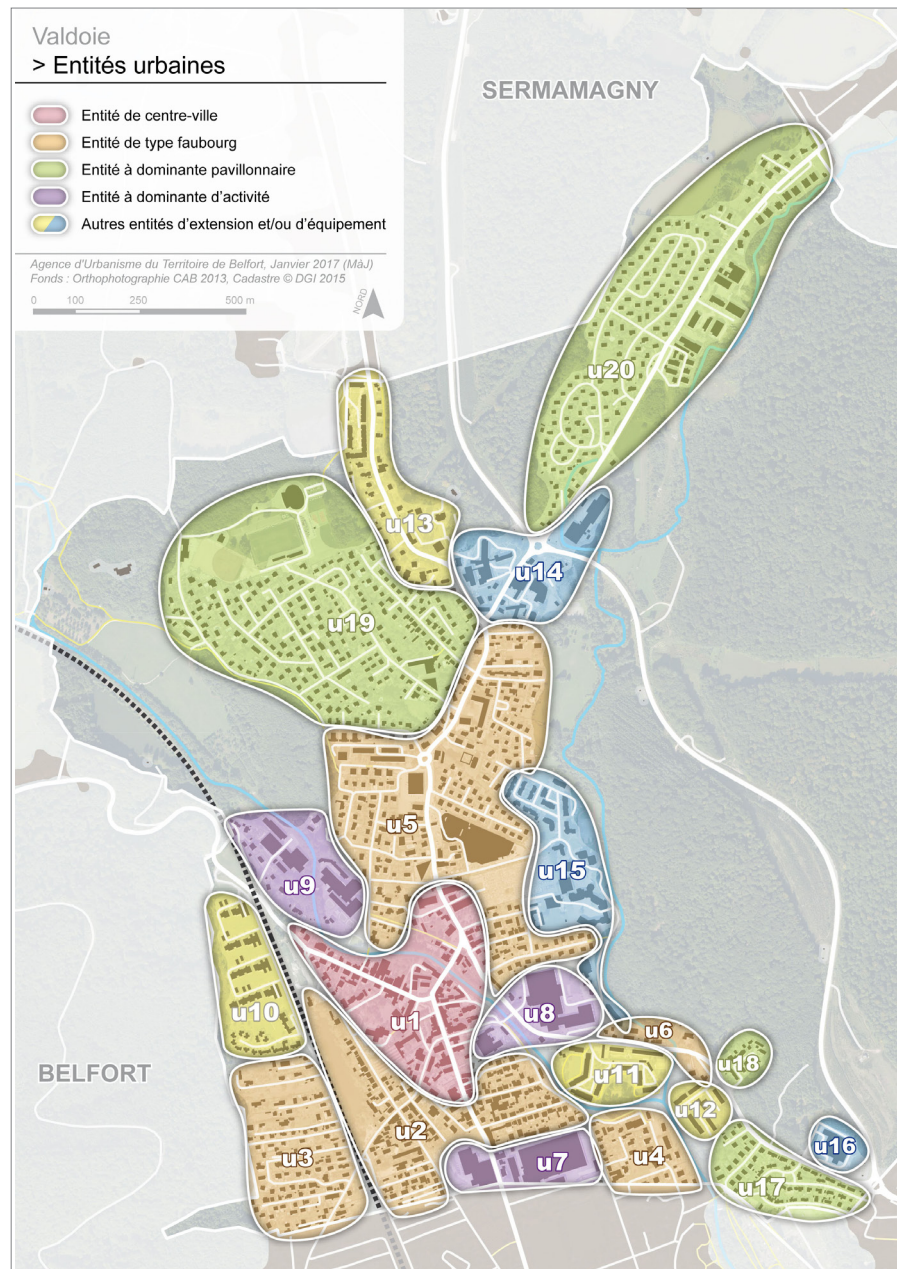 Valdoie
> Entités urbaines
Entité de centre-ville
Entité de type faubourg
Entité à dominante pavillonnaire
Entité à dominante d'activité
Autres entités d'extension et/ou d'équipement
Agence d'Urbanisme du Territoire de Belfort, Janvier 2017 (MàJ)
Fonds : Orthophotographie CAB 2013, Cadastre © DGI 2015
0 100 250 500 m
NORD
SERMAMAGNY
u20
u13
u14
u19
u5
u15
u9
u10
u1
u8
u6
u18
u11
u12
BELFORT
u3
u2
u7
u4
u16
u17